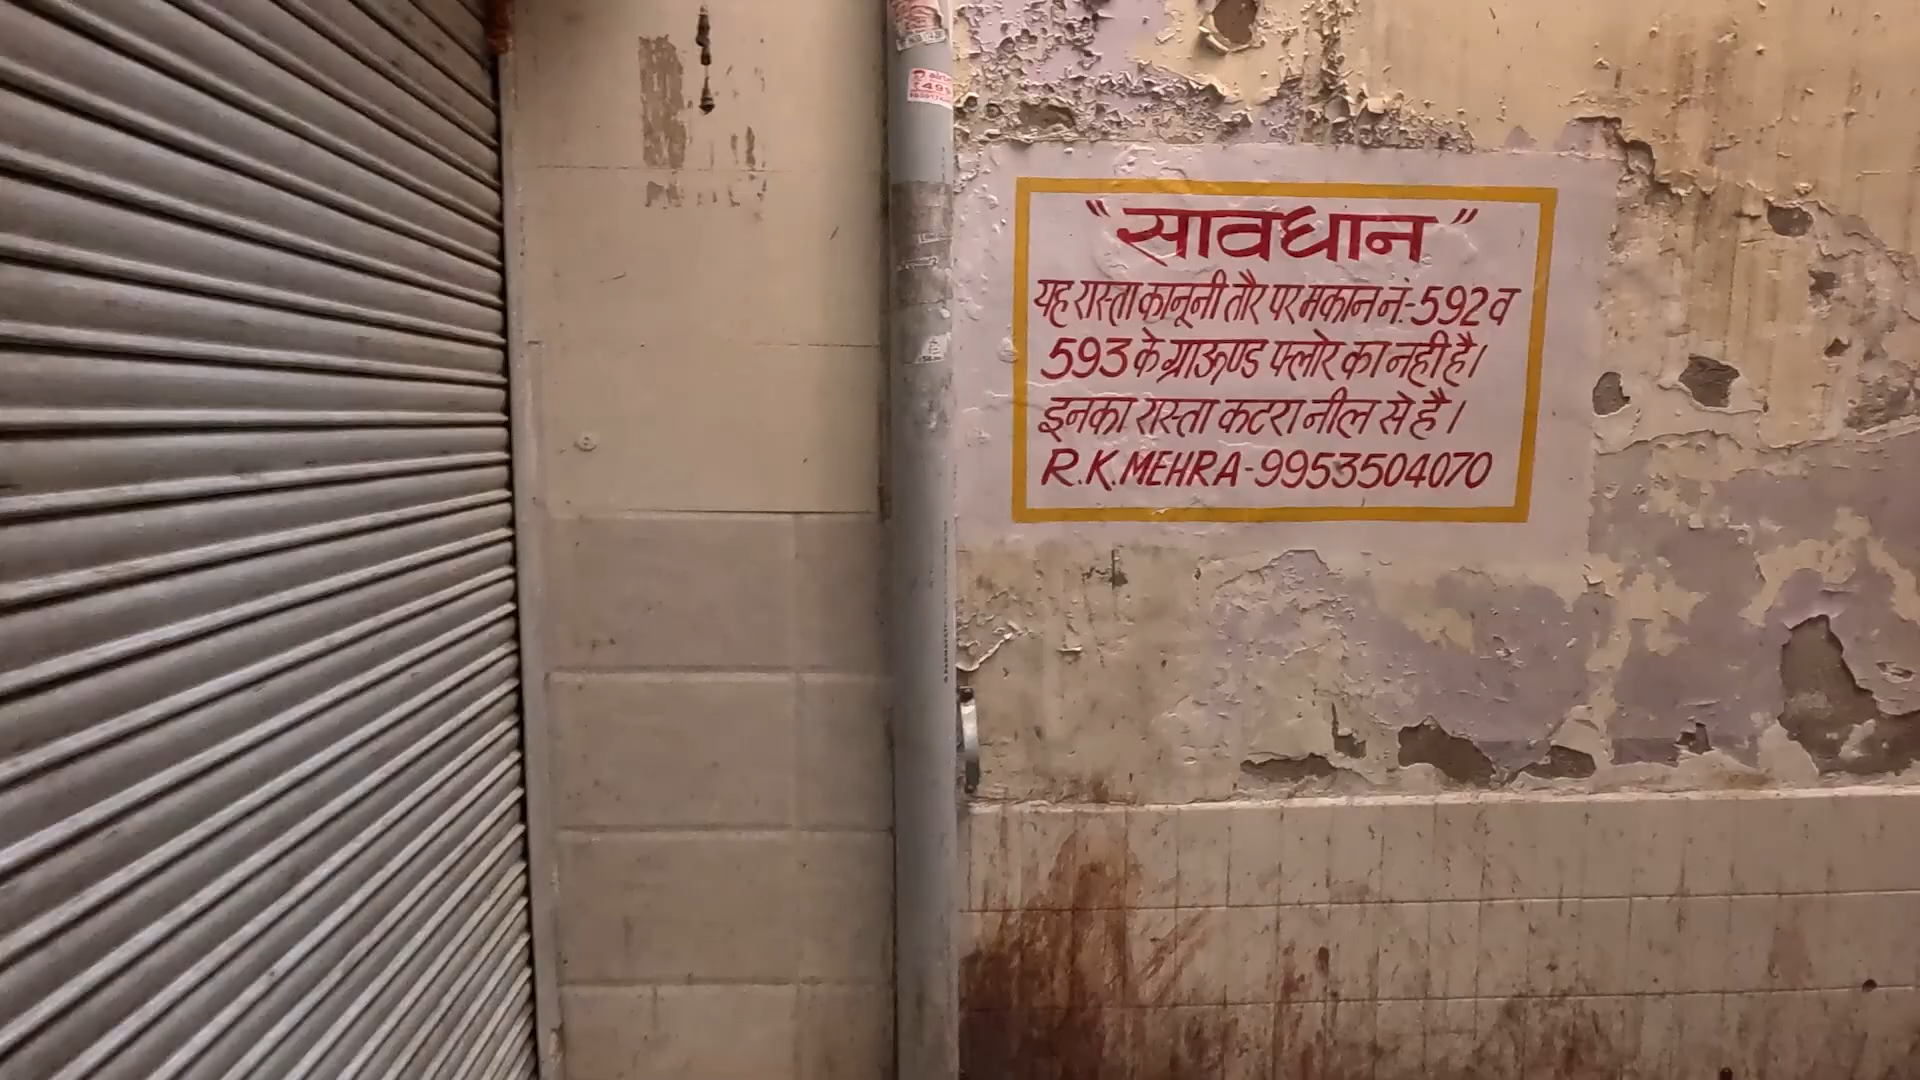 "सावधान"
यह रास्ता कानूनी तौर पर मकान नं.-592 व
593 के ग्राऊण्ड फ्लोर का नही है।
इनका रास्ता कटरा नील से है।
R.K. MEHRA-9953504070